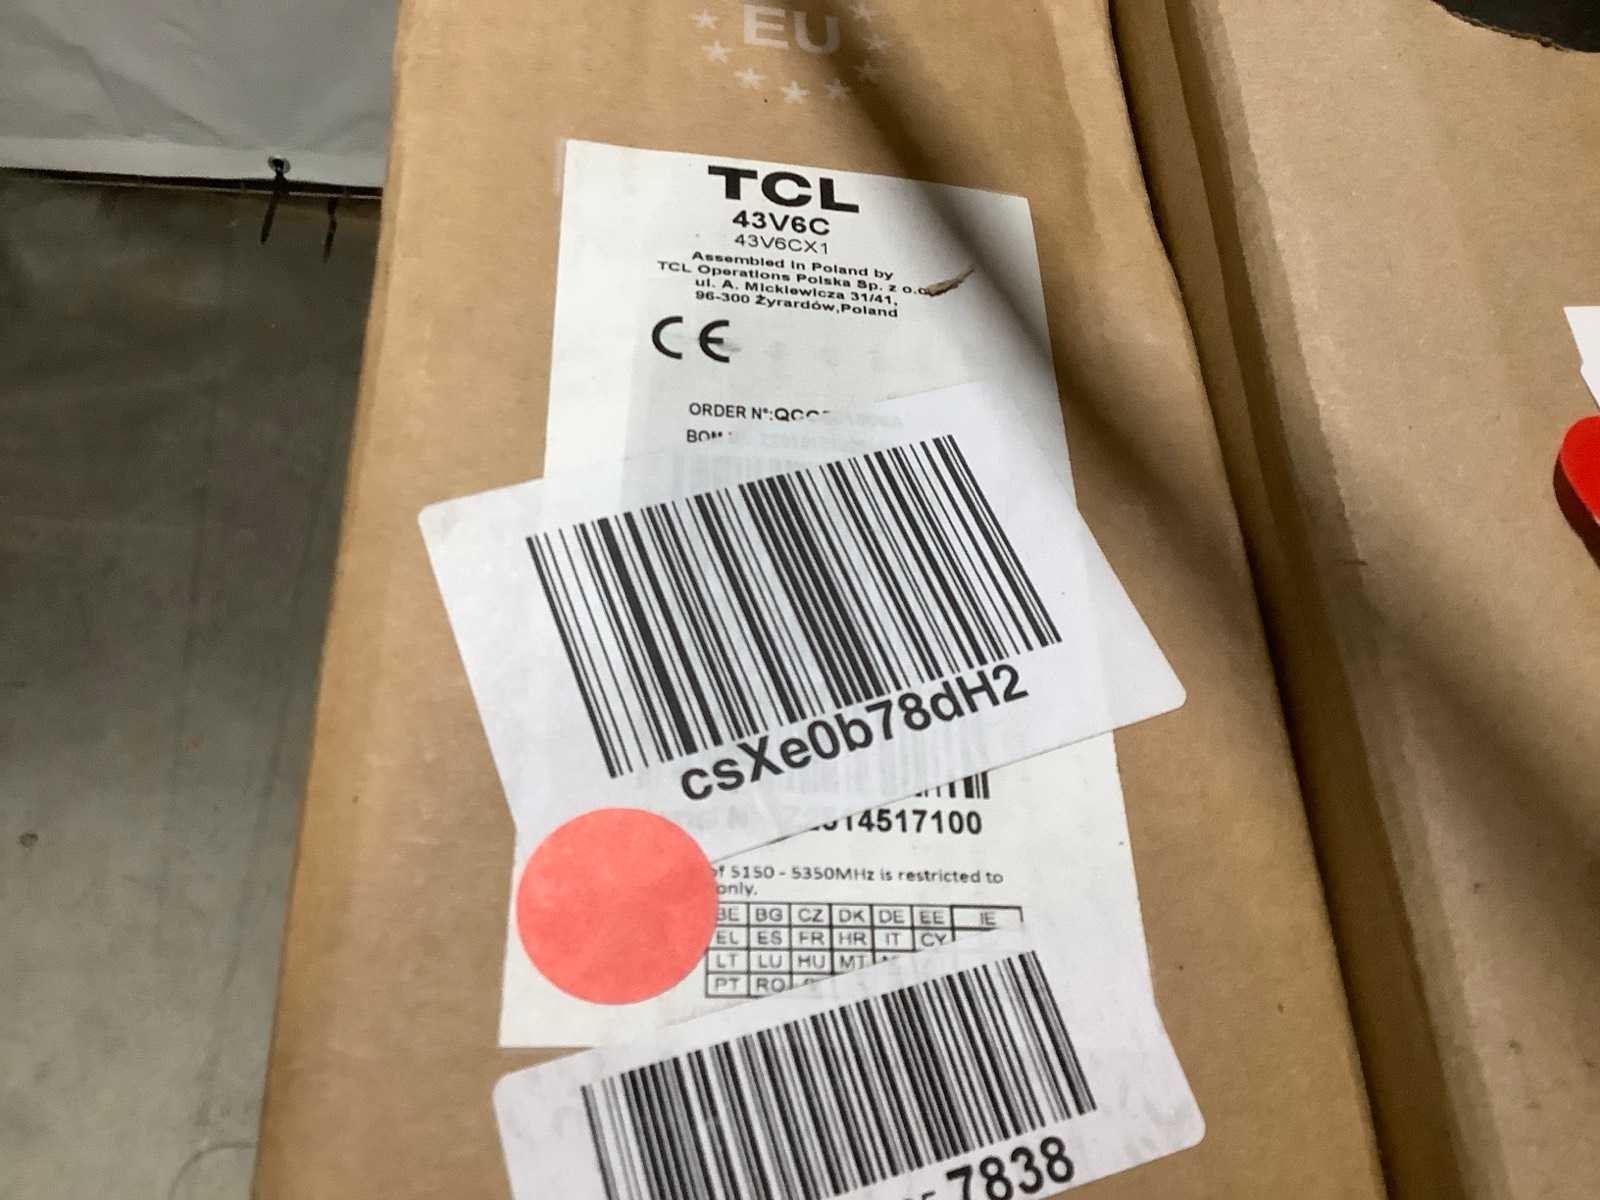 EU
TCL
43V6C
43V6CX1
Assembled in Poland by
TCL Operations Polska Sp. z o.o.
ul. A. Mickiewicza 31/41,
96-300 Żyrardów,Poland
CE
ORDER N°:
csXe0b78dH2
14517100
of 5150 - 5350MHz is restricted to
only.
BE BG CZ DK DE EE IE
EL ES FR HR IT CY
LT LU HU MT
PT RO
7838